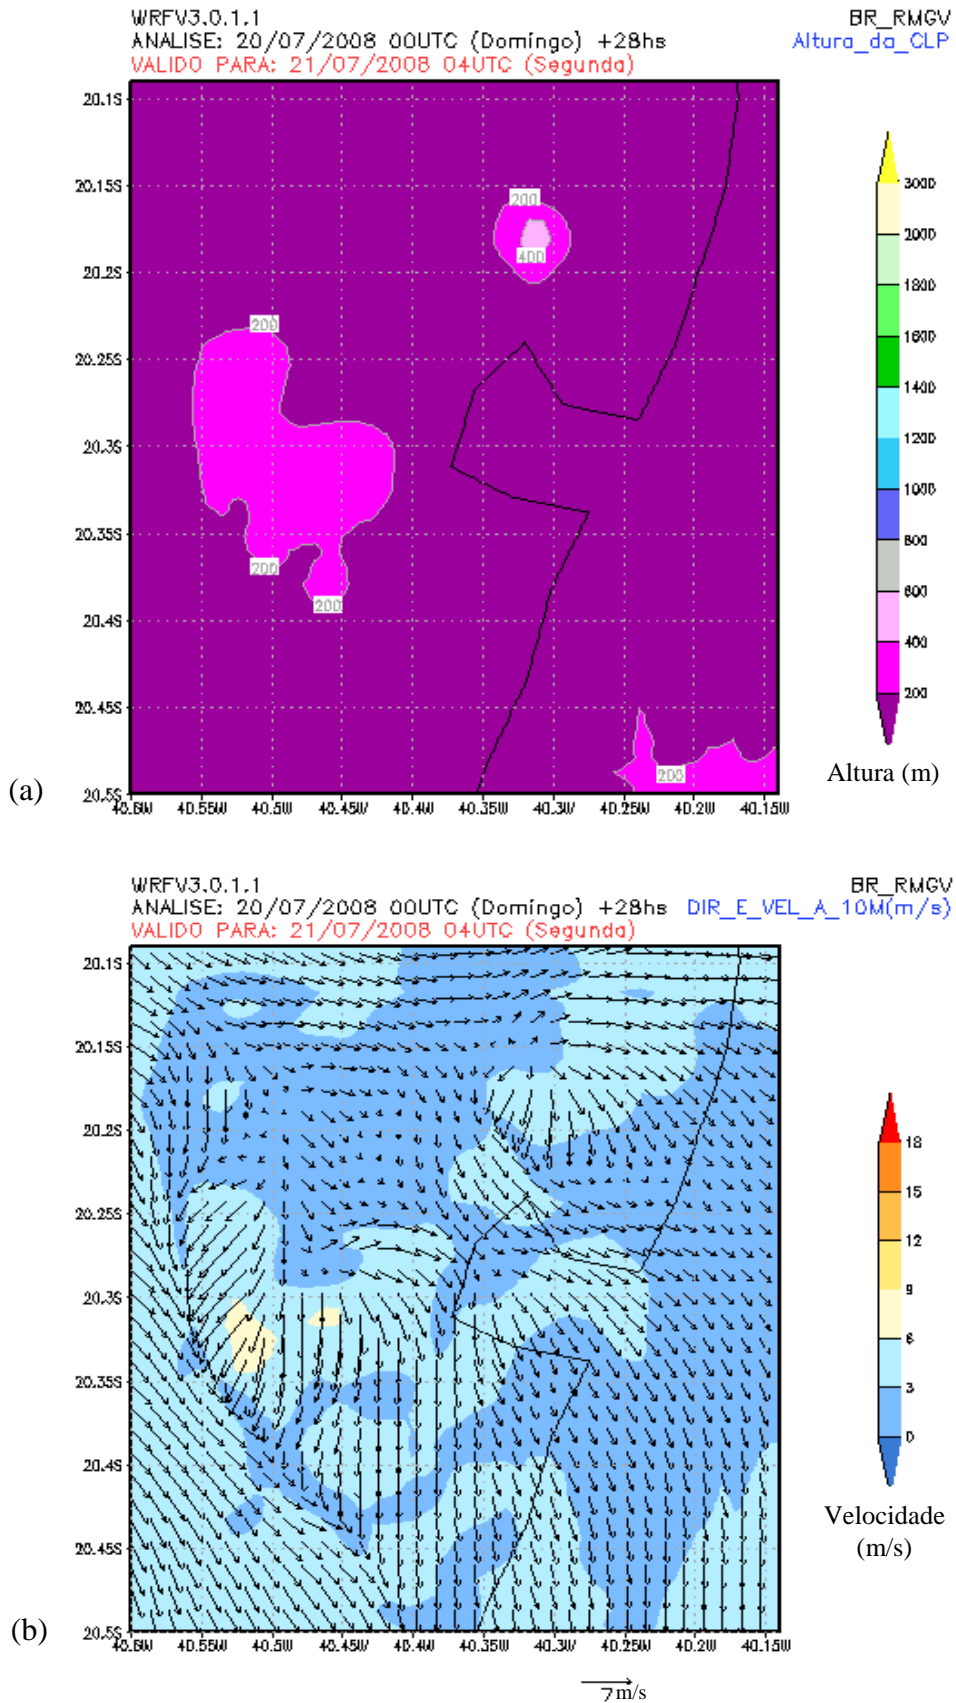 WRFV3.0.1.1 BR_RMGV
ANALISE: 20/07/2008 00UTC (Domingo) +28hs Altura_da_CLP
VALIDO PARA: 21/07/2008 04UTC (Segunda)
20.1S
20.15S
20.2S
20.25S
20.3S
20.35S
20.4S
20.45S
20.5S
200
400
200
200
200
200
3000
2000
1800
1600
1400
1200
1000
800
600
400
200
Altura (m)
(a)
40.6W 40.55W 40.5W 40.45W 40.4W 40.35W 40.3W 40.25W 40.2W 40.15W
WRFV3.0.1.1 BR_RMGV
ANALISE: 20/07/2008 00UTC (Domingo) +28hs DIR_E_VEL_A_10M(m/s)
VALIDO PARA: 21/07/2008 04UTC (Segunda)
20.1S
20.15S
20.2S
20.25S
20.3S
20.35S
20.4S
20.45S
20.5S
18
15
12
9
6
3
0
Velocidade
(m/s)
(b)
40.6W 40.55W 40.5W 40.45W 40.4W 40.35W 40.3W 40.25W 40.2W 40.15W
7 m/s